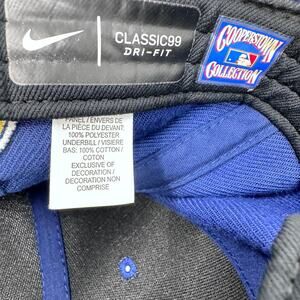 CLASSIC99
DRI-FIT
COOPERSTOWN
COLLECTION
PANEL / ENVERS DE
LA PIÈCE DU DEVANT;
100% POLYESTER
UNDERBILL / VISIERE
BAS: 100% COTTON /
COTON
EXCLUSIVE OF
DECORATION /
DECORATION NON
COMPRISE